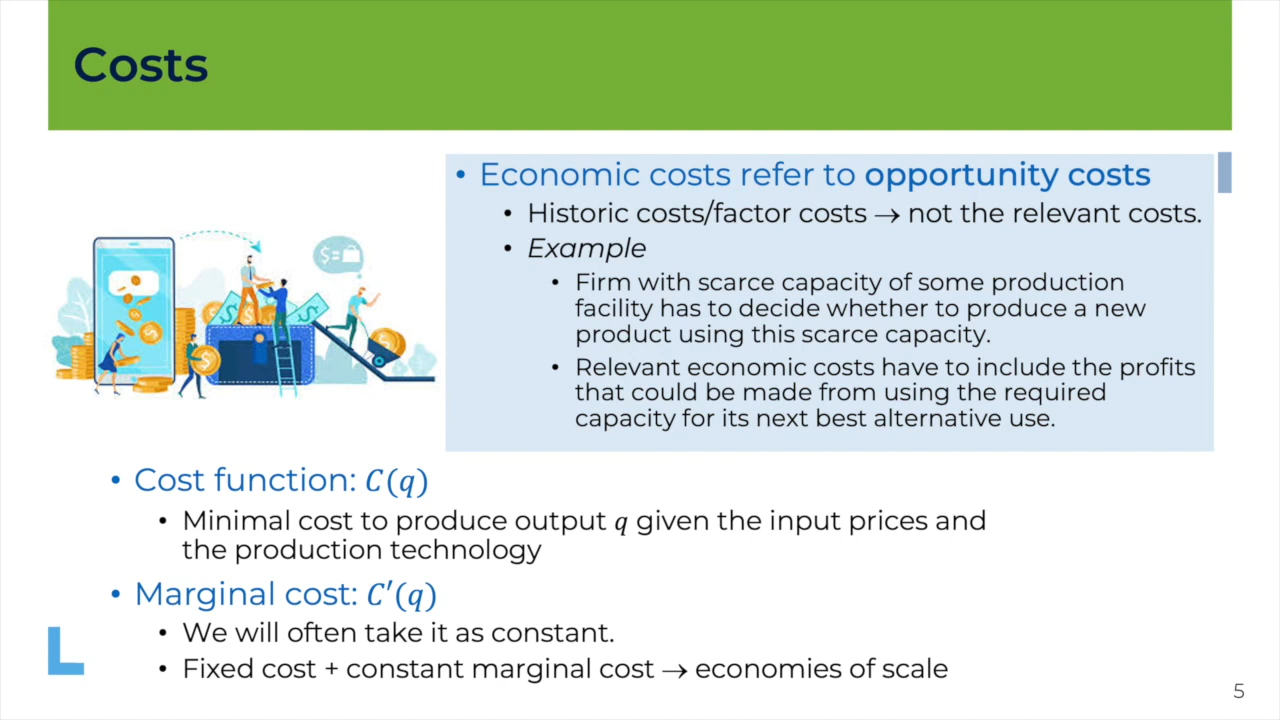 Costs
• Economic costs refer to opportunity costs
• Historic costs/factor costs → not the relevant costs.
• Example
• Firm with scarce capacity of some production
facility has to decide whether to produce a new
product using this scarce capacity.
• Relevant economic costs have to include the profits
that could be made from using the required
capacity for its next best alternative use.
$=
• Cost function: C(q)
• Minimal cost to produce output q given the input prices and
the production technology
• Marginal cost: C′(q)
• We will often take it as constant.
• Fixed cost + constant marginal cost → economies of scale
5